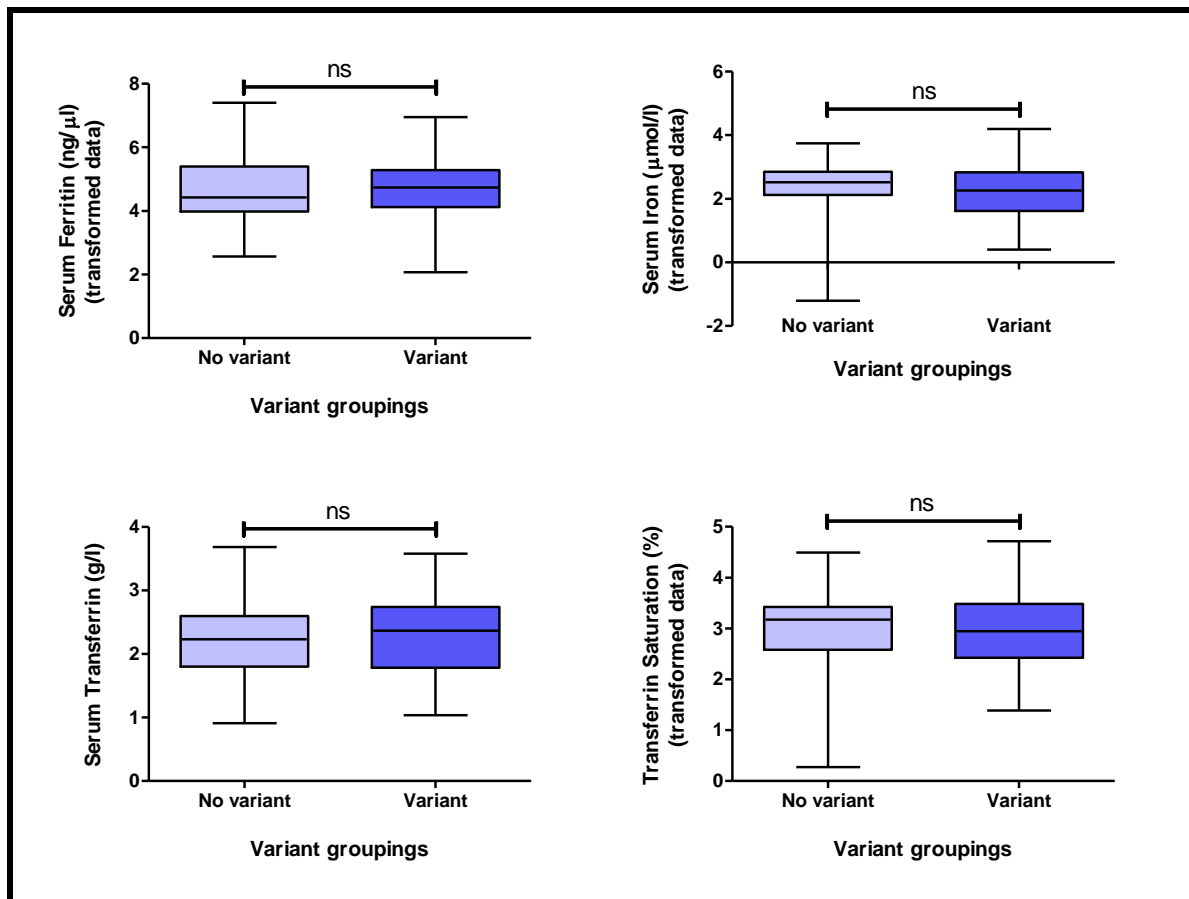 Serum Ferritin (ng/μl)
(transformed data)
8
6
4
2
0
ns
No variant
Variant
Variant groupings
Serum Iron (μmol/l)
(transformed data)
6
4
2
0
-2
ns
No variant
Variant
Variant groupings
Serum Transferrin (g/l)
4
3
2
1
0
ns
No variant
Variant
Variant groupings
Transferrin Saturation (%)
(transformed data)
5
4
3
2
1
0
ns
No variant
Variant
Variant groupings